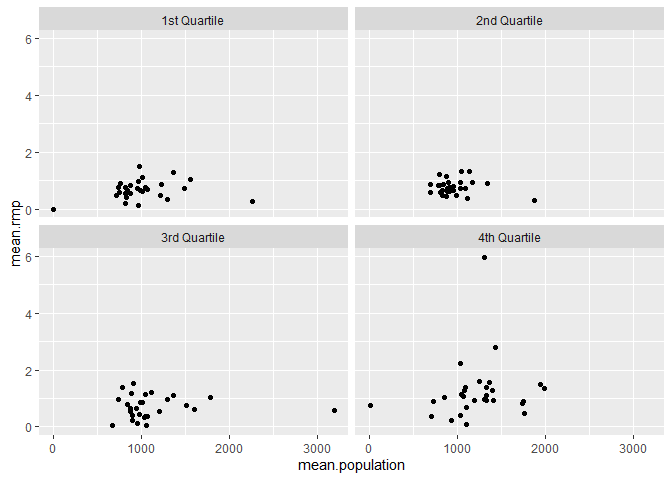 1st Quartile
2nd Quartile
6
4
2
0
3rd Quartile
4th Quartile
6
4
2
0
0
1000
2000
3000
0
1000
2000
3000
mean.rmp
mean.population